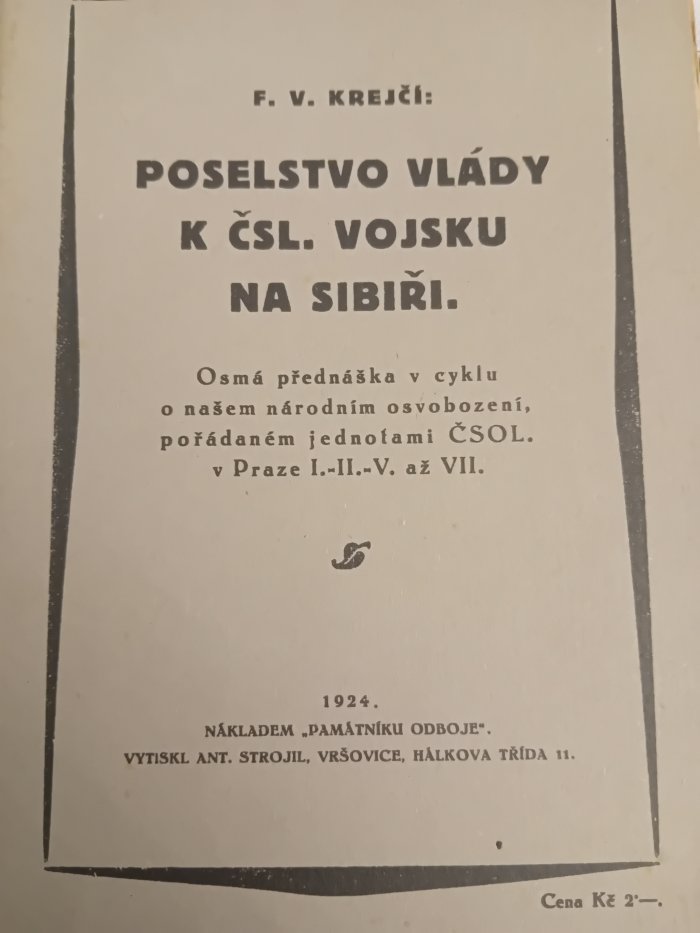 F. V. KREJČÍ:
POSELSTVO VLÁDY
K ČSL. VOJSKU
NA SIBIŘI.
Osmá přednáška v cyklu
o našem národním osvobození,
pořádaném jednotami ČSOL.
v Praze I.-II.-V. až VII.
1924.
NÁKLADEM „PAMÁTNÍKU ODBOJE“.
VYTISKL ANT. STROJIL, VRŠOVICE, HÁLKOVA TŘÍDA 11.
Cena Kč 2·—.